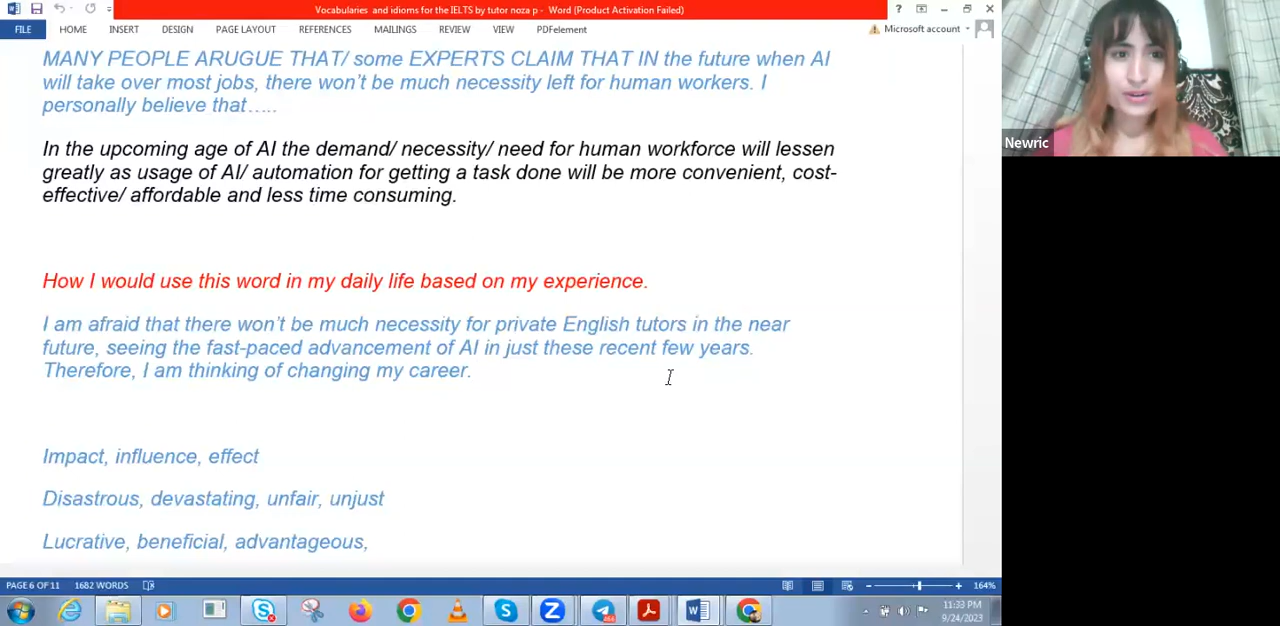 Vocabularies and idioms for the IELTS by tutor noza p - Word (Product Activation Failed)
FILE HOME INSERT DESIGN PAGE LAYOUT REFERENCES MAILINGS REVIEW VIEW PDFelement Microsoft account
MANY PEOPLE ARUGUE THAT/ some EXPERTS CLAIM THAT IN the future when AI
will take over most jobs, there won't be much necessity left for human workers. I
personally believe that…..
In the upcoming age of AI the demand/ necessity/ need for human workforce will lessen
greatly as usage of AI/ automation for getting a task done will be more convenient, cost-
effective/ affordable and less time consuming.
How I would use this word in my daily life based on my experience.
I am afraid that there won't be much necessity for private English tutors in the near
future, seeing the fast-paced advancement of AI in just these recent few years.
Therefore, I am thinking of changing my career.
Impact, influence, effect
Disastrous, devastating, unfair, unjust
Lucrative, beneficial, advantageous,
Newric
PAGE 6 OF 11 1682 WORDS 164%
11:33 PM
9/24/2023